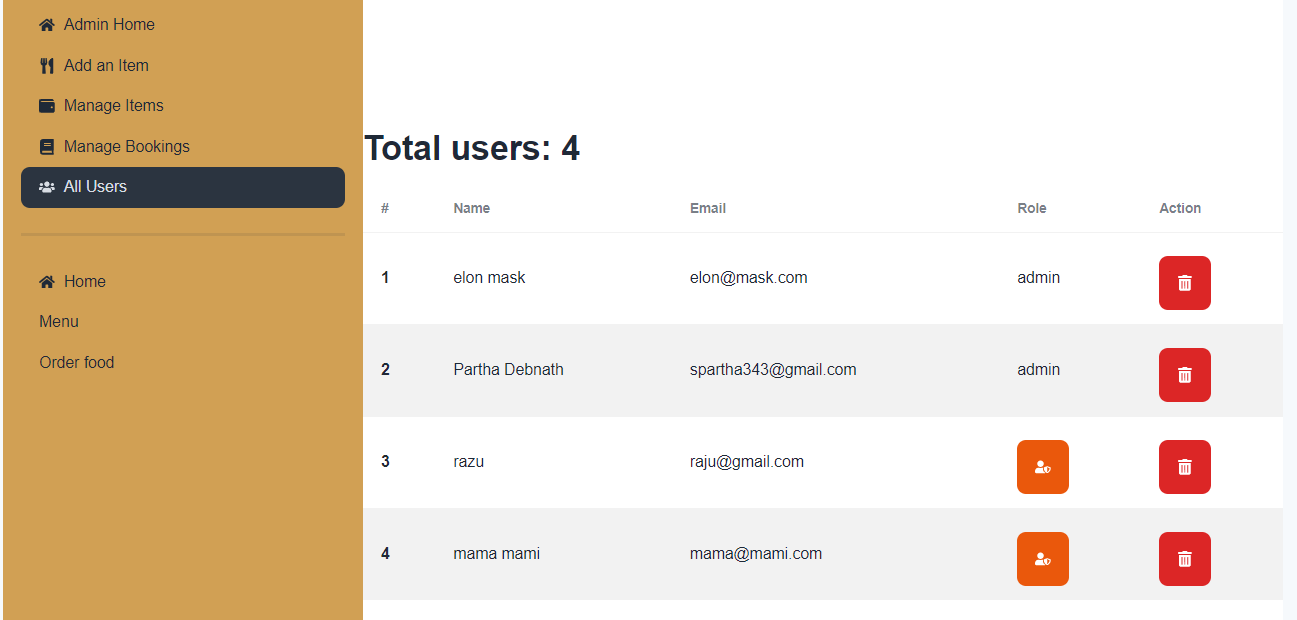 Admin Home
Add an Item
Manage Items
Manage Bookings
All Users
Home
Menu
Order food
Total users: 4
# Name Email Role Action
1 elon mask elon@mask.com admin
2 Partha Debnath spartha343@gmail.com admin
3 razu raju@gmail.com
4 mama mami mama@mami.com